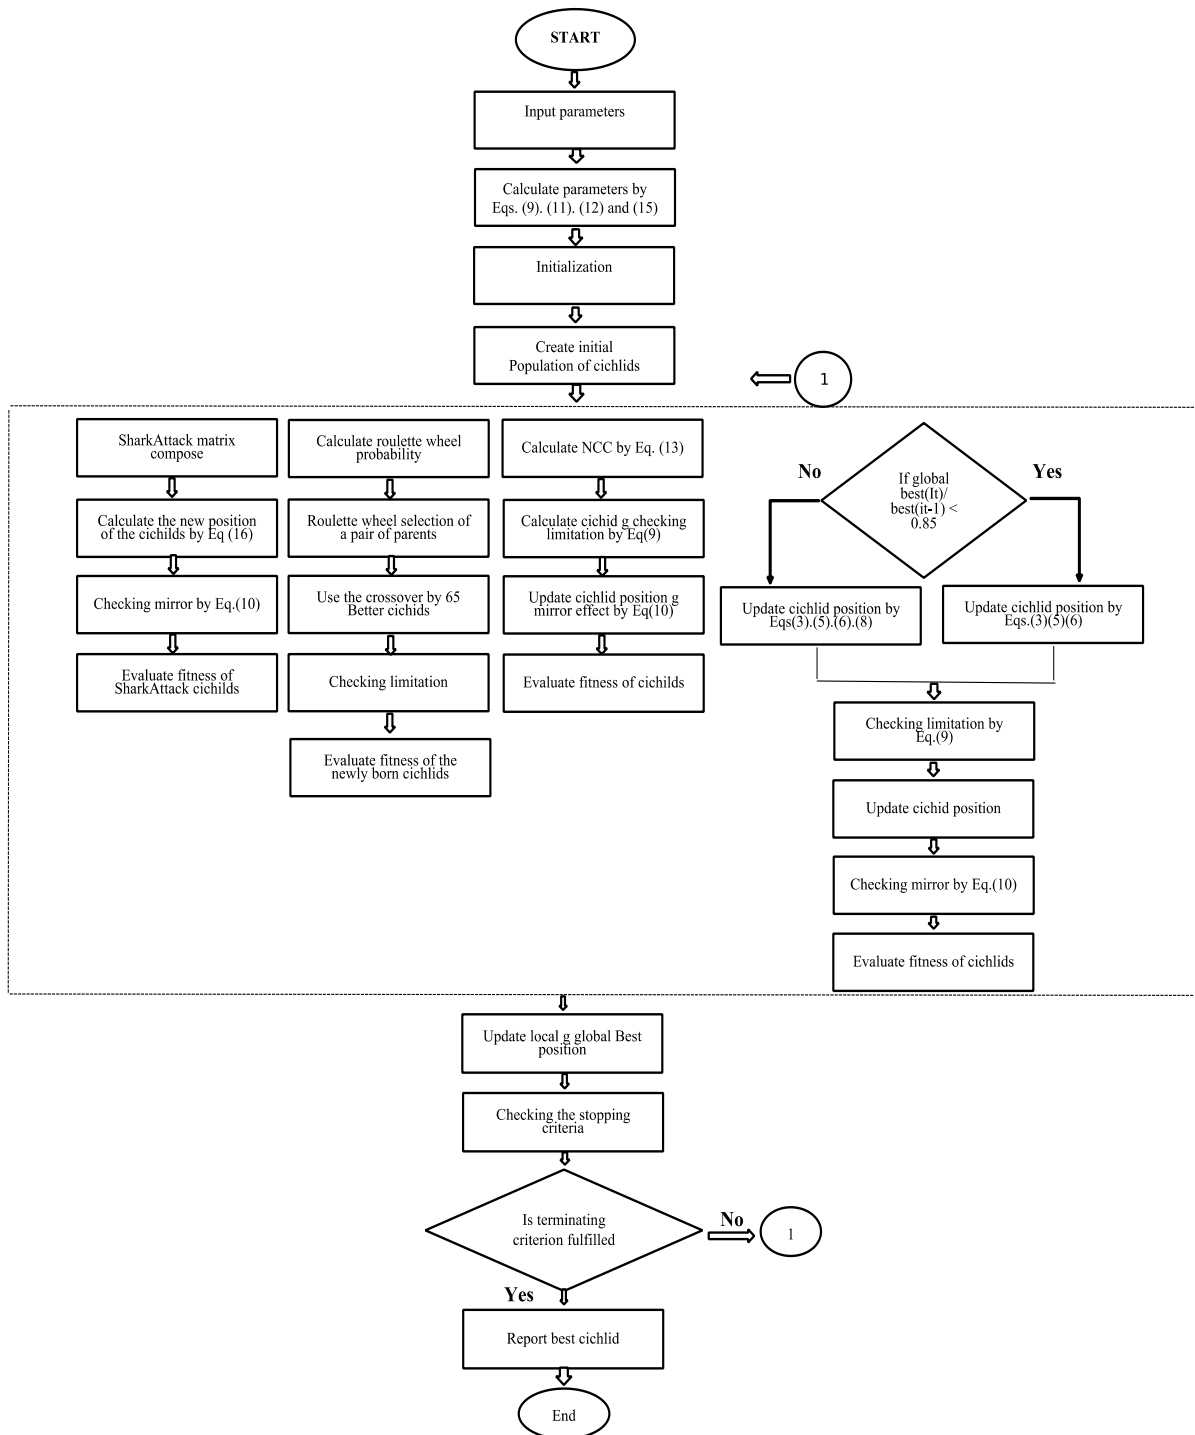 START
Input parameters
Calculate parameters by
Eqs. (9). (11). (12) and (15)
Initialization
Create initial
Population of cichlids
1
SharkAttack matrix
compose
Calculate the new position
of the cichilds by Eq (16)
Checking mirror by Eq.(10)
Evaluate fitness of
SharkAttack cichilds
Calculate roulette wheel
probability
Roulette wheel selection of
a pair of parents
Use the crossover by 65
Better cichids
Checking limitation
Evaluate fitness of the
newly born cichlids
Calculate NCC by Eq. (13)
Calculate cichid g checking
limitation by Eq(9)
Update cichlid position g
mirror effect by Eq(10)
Evaluate fitness of cichilds
If global
best(It)/
best(it-1) <
0.85
No
Yes
Update cichlid position by
Eqs(3).(5).(6).(8)
Update cichlid position by
Eqs.(3)(5)(6)
Checking limitation by
Eq.(9)
Update cichid position
Checking mirror by Eq.(10)
Evaluate fitness of cichlids
Update local g global Best
position
Checking the stopping
criteria
Is terminating
criterion fulfilled
No
1
Yes
Report best cichlid
End